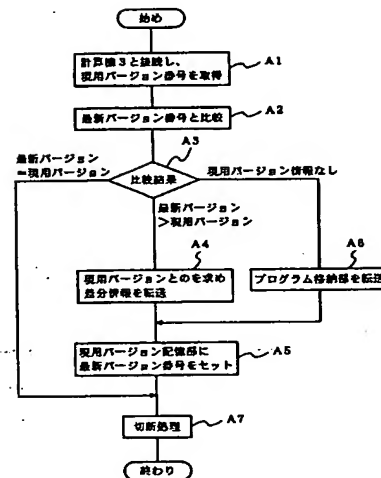 始め
計算機3と接続し、
現用バージョン番号を取得
A1
最新バージョン番号と比較
A2
A3
比較結果
最新バージョン
=現用バージョン
現用バージョン情報なし
最新バージョン
>現用バージョン
A4
現用バージョンとのを求め
差分情報を転送
A6
プログラム格納部を転送
現用バージョン記憶部に
最新バージョン番号をセット
A5
切断処理
A7
終わり